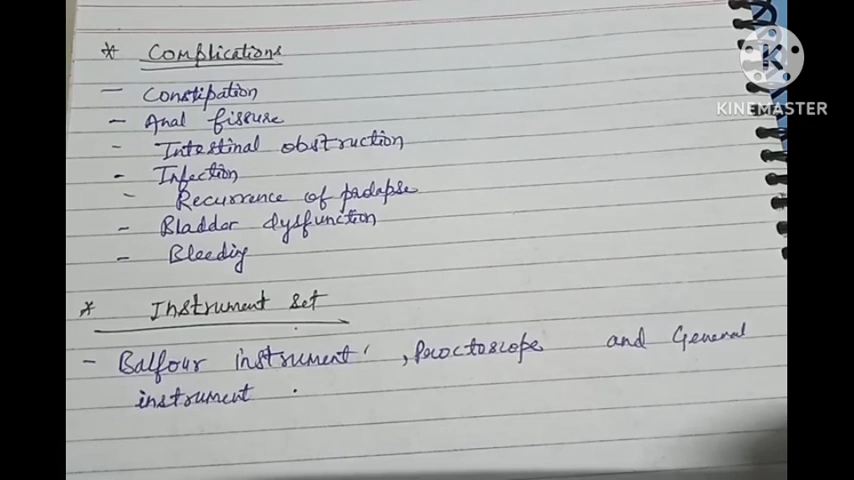 * Complications
- Constipation
- Anal fissure
- Intestinal obstruction
- Infection
- Recurrence of prolapse
- Bladdor dysfunction
- Bleeding
* Instrument set
- Balfour instrument, Proctoscope and General
instrument.
K
KINEMASTER